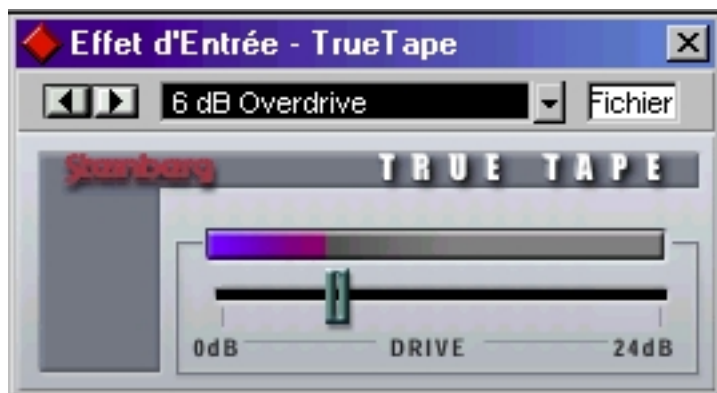 Effet d'Entrée - TrueTape
6 dB Overdrive Fichier
Steinberg TRUE TAPE
0dB DRIVE 24dB